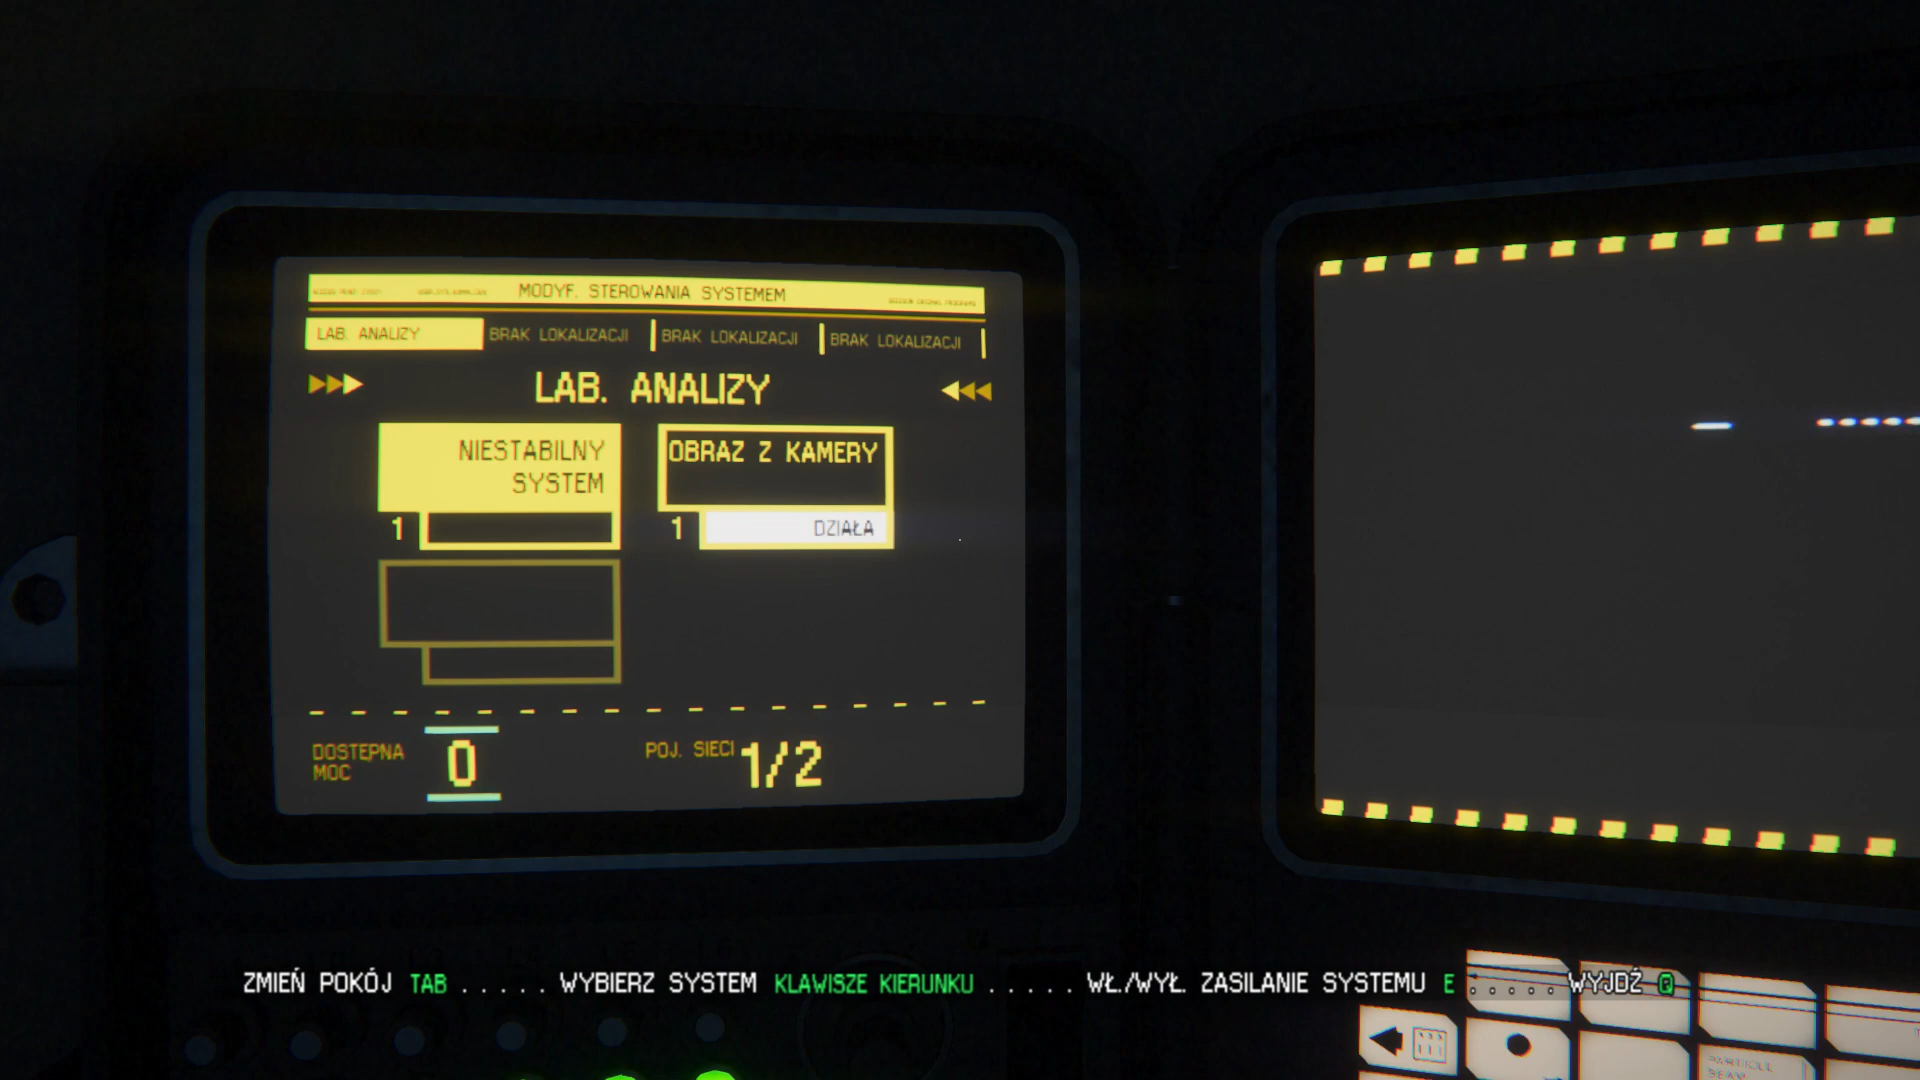 MODYF. STEROWANIA SYSTEMEM
LAB. ANALIZY BRAK LOKALIZACJI BRAK LOKALIZACJI BRAK LOKALIZACJI
LAB. ANALIZY
NIESTABILNY
SYSTEM
1
OBRAZ Z KAMERY
1 DZIAŁA
DOSTĘPNA
MOC
0
POJ. SIECI 1/2
ZMIEŃ POKÓJ TAB ..... WYBIERZ SYSTEM KLAWISZE KIERUNKU ..... WŁ./WYŁ. ZASILANIE SYSTEMU E ..... WYJDŹ Q